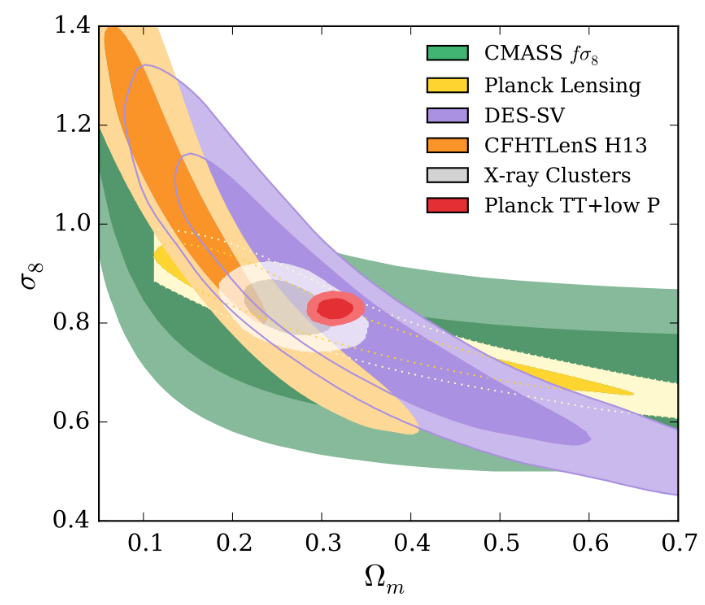 1.4
1.2
1.0
0.8
0.6
0.4
σ8
CMASS fσ8
Planck Lensing
DES-SV
CFHTLenS H13
X-ray Clusters
Planck TT+low P
0.1 0.2 0.3 0.4 0.5 0.6 0.7
Ωm